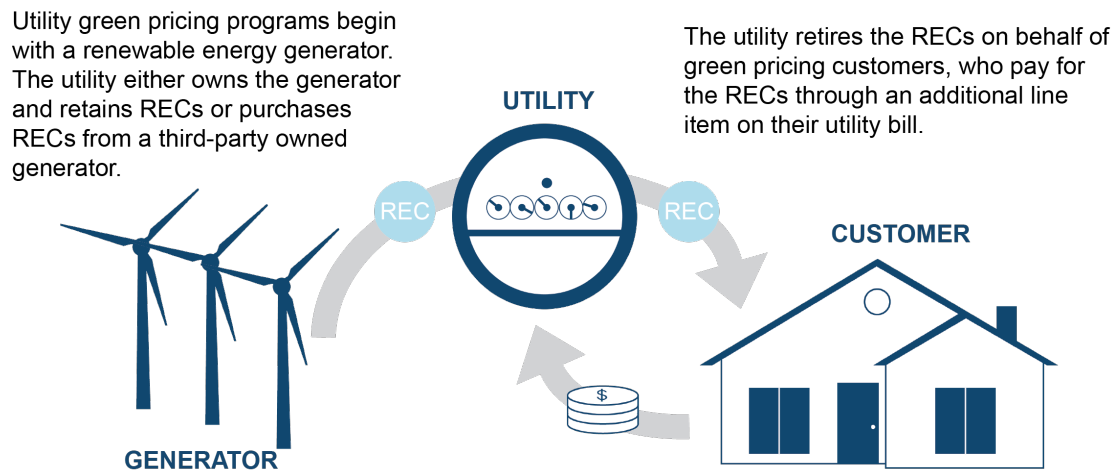 Utility green pricing programs begin
with a renewable energy generator.
The utility either owns the generator
and retains RECs or purchases
RECs from a third-party owned
generator.
The utility retires the RECs on behalf of
green pricing customers, who pay for
the RECs through an additional line
item on their utility bill.
UTILITY
REC
REC
CUSTOMER
$
GENERATOR